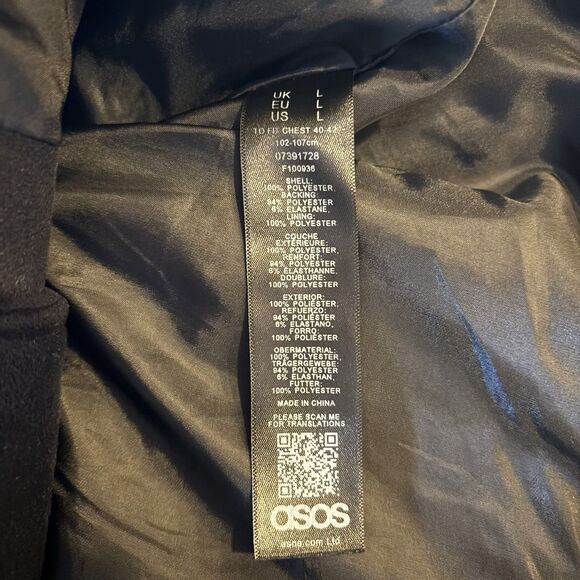 UK L
EU L
US L
TO FIT CHEST 40-42"
102-107cm
07391728
F100936
SHELL:
100% POLYESTER,
BACKING:
94% POLYESTER
6% ELASTANE,
LINING:
100% POLYESTER
COUCHE
EXTÉRIEURE:
100% POLYESTER,
RENFORT:
94% POLYESTER
6% ÉLASTHANNE.
DOUBLURE:
100% POLYESTER
EXTERIOR:
100% POLIÉSTER,
REFUERZO:
94% POLIÉSTER
6% ELASTANO,
FORRO:
100% POLIÉSTER
OBERMATERIAL:
100% POLYESTER,
TRÄGERGEWEBE:
94% POLYESTER
6% ELASTHAN,
FUTTER:
100% POLYESTER
MADE IN CHINA
PLEASE SCAN ME
FOR TRANSLATIONS
asos
asos.com Ltd